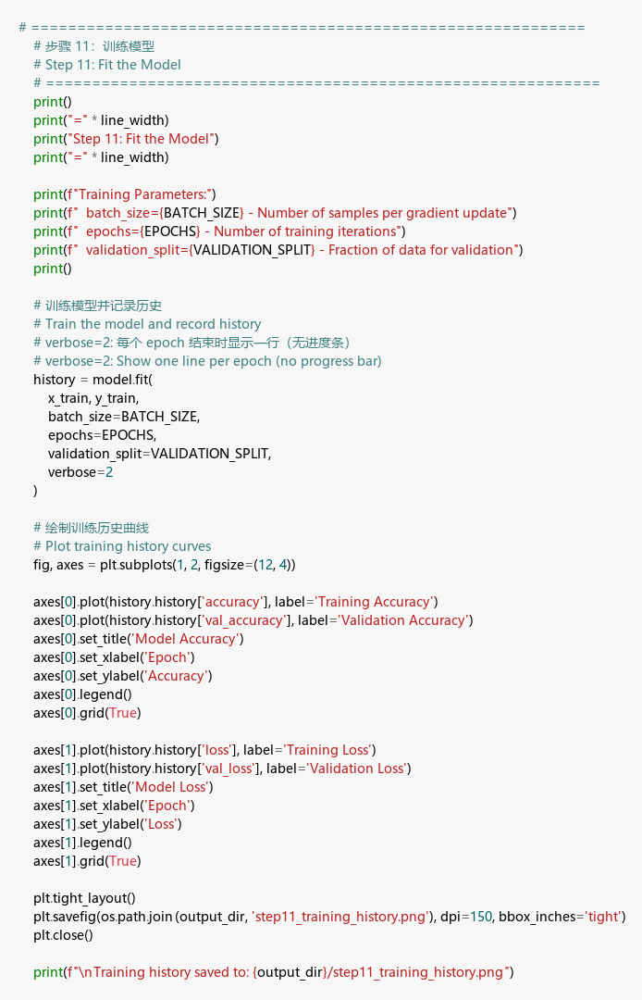 # ============================================================
# 步骤 11：训练模型
# Step 11: Fit the Model
# ============================================================
print()
print("=" * line_width)
print("Step 11: Fit the Model")
print("=" * line_width)
print(f"Training Parameters:")
print(f"  batch_size={BATCH_SIZE} - Number of samples per gradient update")
print(f"  epochs={EPOCHS} - Number of training iterations")
print(f"  validation_split={VALIDATION_SPLIT} - Fraction of data for validation")
print()
# 训练模型并记录历史
# Train the model and record history
# verbose=2: 每个 epoch 结束时显示一行（无进度条）
# verbose=2: Show one line per epoch (no progress bar)
history = model.fit(
x_train, y_train,
batch_size=BATCH_SIZE,
epochs=EPOCHS,
validation_split=VALIDATION_SPLIT,
verbose=2
)
# 绘制训练历史曲线
# Plot training history curves
fig, axes = plt.subplots(1, 2, figsize=(12, 4))
axes[0].plot(history.history['accuracy'], label='Training Accuracy')
axes[0].plot(history.history['val_accuracy'], label='Validation Accuracy')
axes[0].set_title('Model Accuracy')
axes[0].set_xlabel('Epoch')
axes[0].set_ylabel('Accuracy')
axes[0].legend()
axes[0].grid(True)
axes[1].plot(history.history['loss'], label='Training Loss')
axes[1].plot(history.history['val_loss'], label='Validation Loss')
axes[1].set_title('Model Loss')
axes[1].set_xlabel('Epoch')
axes[1].set_ylabel('Loss')
axes[1].legend()
axes[1].grid(True)
plt.tight_layout()
plt.savefig(os.path.join(output_dir, 'step11_training_history.png'), dpi=150, bbox_inches='tight')
plt.close()
print(f"\nTraining history saved to: {output_dir}/step11_training_history.png")